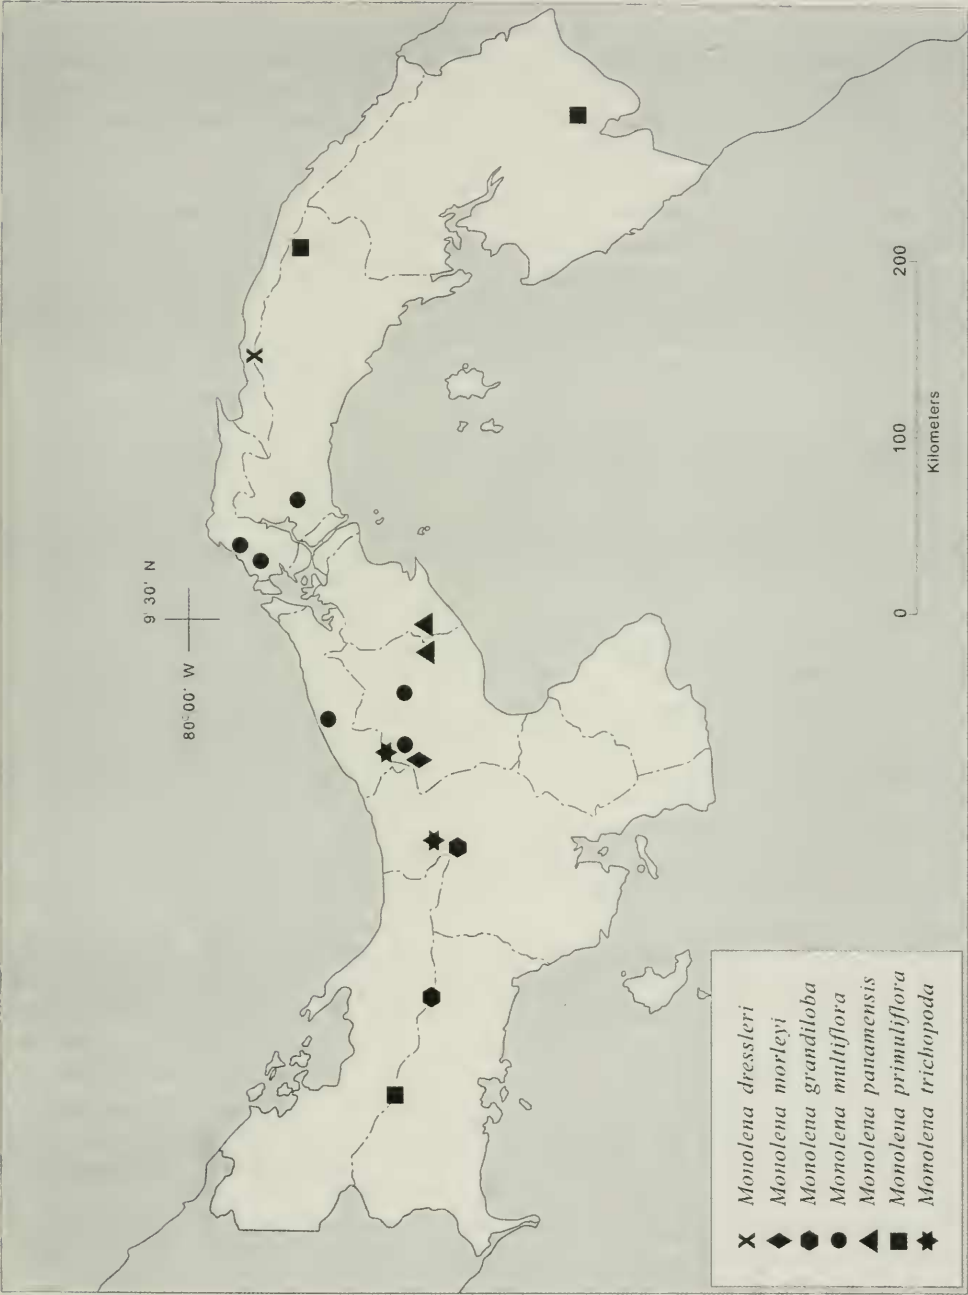 9° 30' N
80°00' W
X Monolena dressleri
Monolena morleyi
Monolena grandiloba
Monolena multiflora
Monolena panamensis
Monolena primuliflora
Monolena trichopoda
0 100 200
Kilometers
X